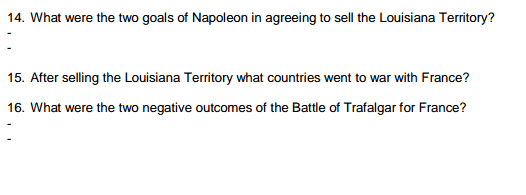 14. What were the two goals of Napoleon in agreeing to sell the Louisiana Territory?
-
-
15. After selling the Louisiana Territory what countries went to war with France?
16. What were the two negative outcomes of the Battle of Trafalgar for France?
-
-